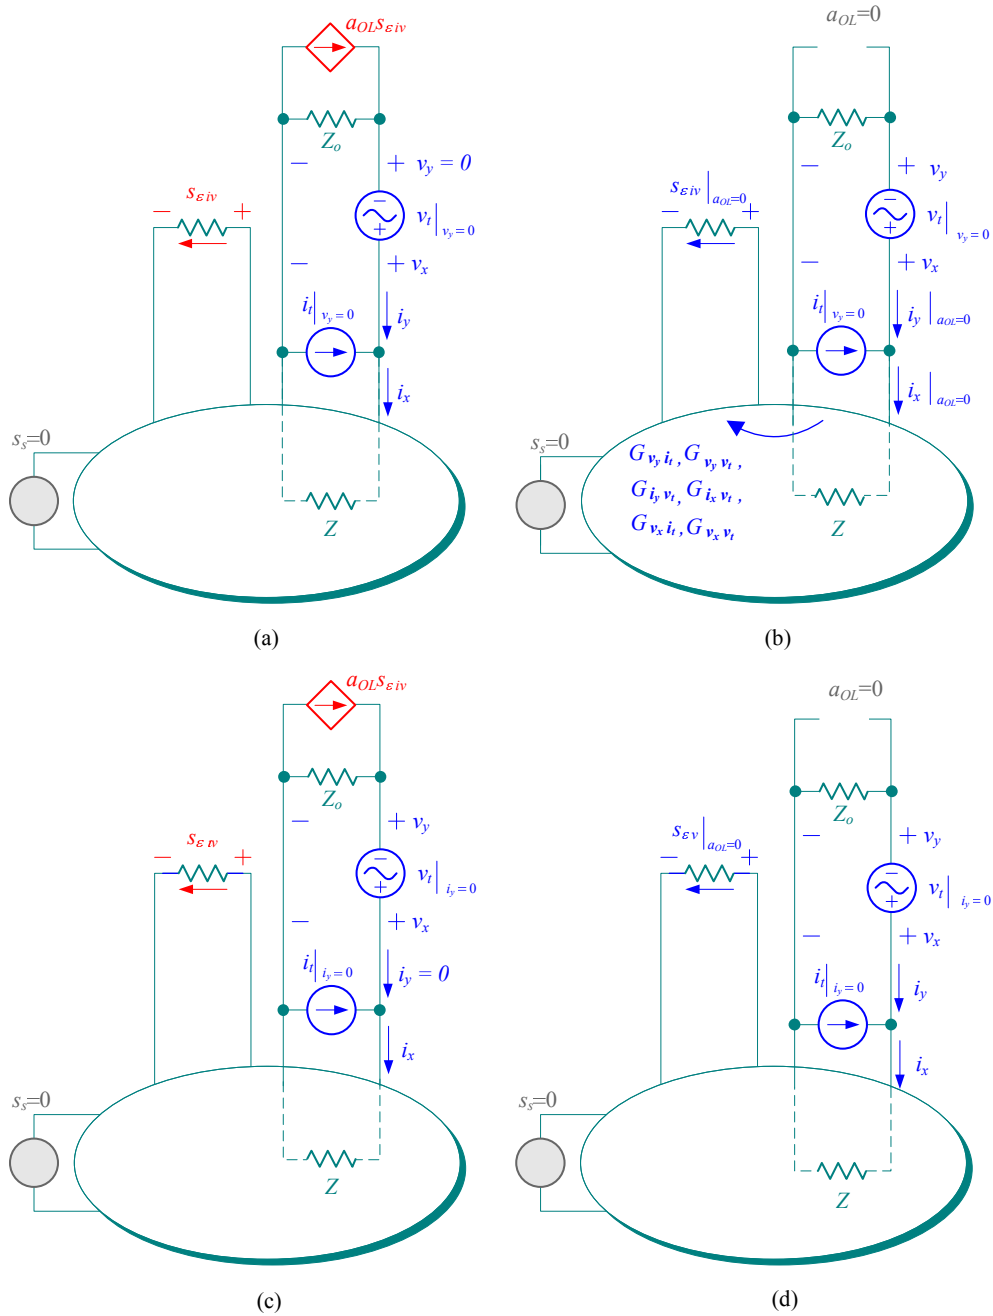 a_OL s_εiv
Z_o
− + v_y = 0
s_εiv
− +
v_t|_{v_y=0}
− + v_x
i_t|_{v_y=0}
i_y
i_x
s_s=0
Z
(a)
a_OL=0
Z_o
− + v_y
s_εiv|_{a_OL=0}
− +
v_t|_{v_y=0}
− + v_x
i_t|_{v_y=0}
i_y|_{a_OL=0}
i_x|_{a_OL=0}
s_s=0
G_{v_y i_t}, G_{v_y v_t},
G_{i_y v_t}, G_{i_x v_t},
G_{v_x i_t}, G_{v_x v_t}
Z
(b)
a_OL s_εiv
Z_o
− + v_y
s_εiv
− +
v_t|_{i_y=0}
− + v_x
i_t|_{i_y=0}
i_y = 0
i_x
s_s=0
Z
(c)
a_OL=0
Z_o
− + v_y
s_εv|_{a_OL=0}
− +
v_t|_{i_y=0}
− + v_x
i_t|_{i_y=0}
i_y
i_x
s_s=0
Z
(d)